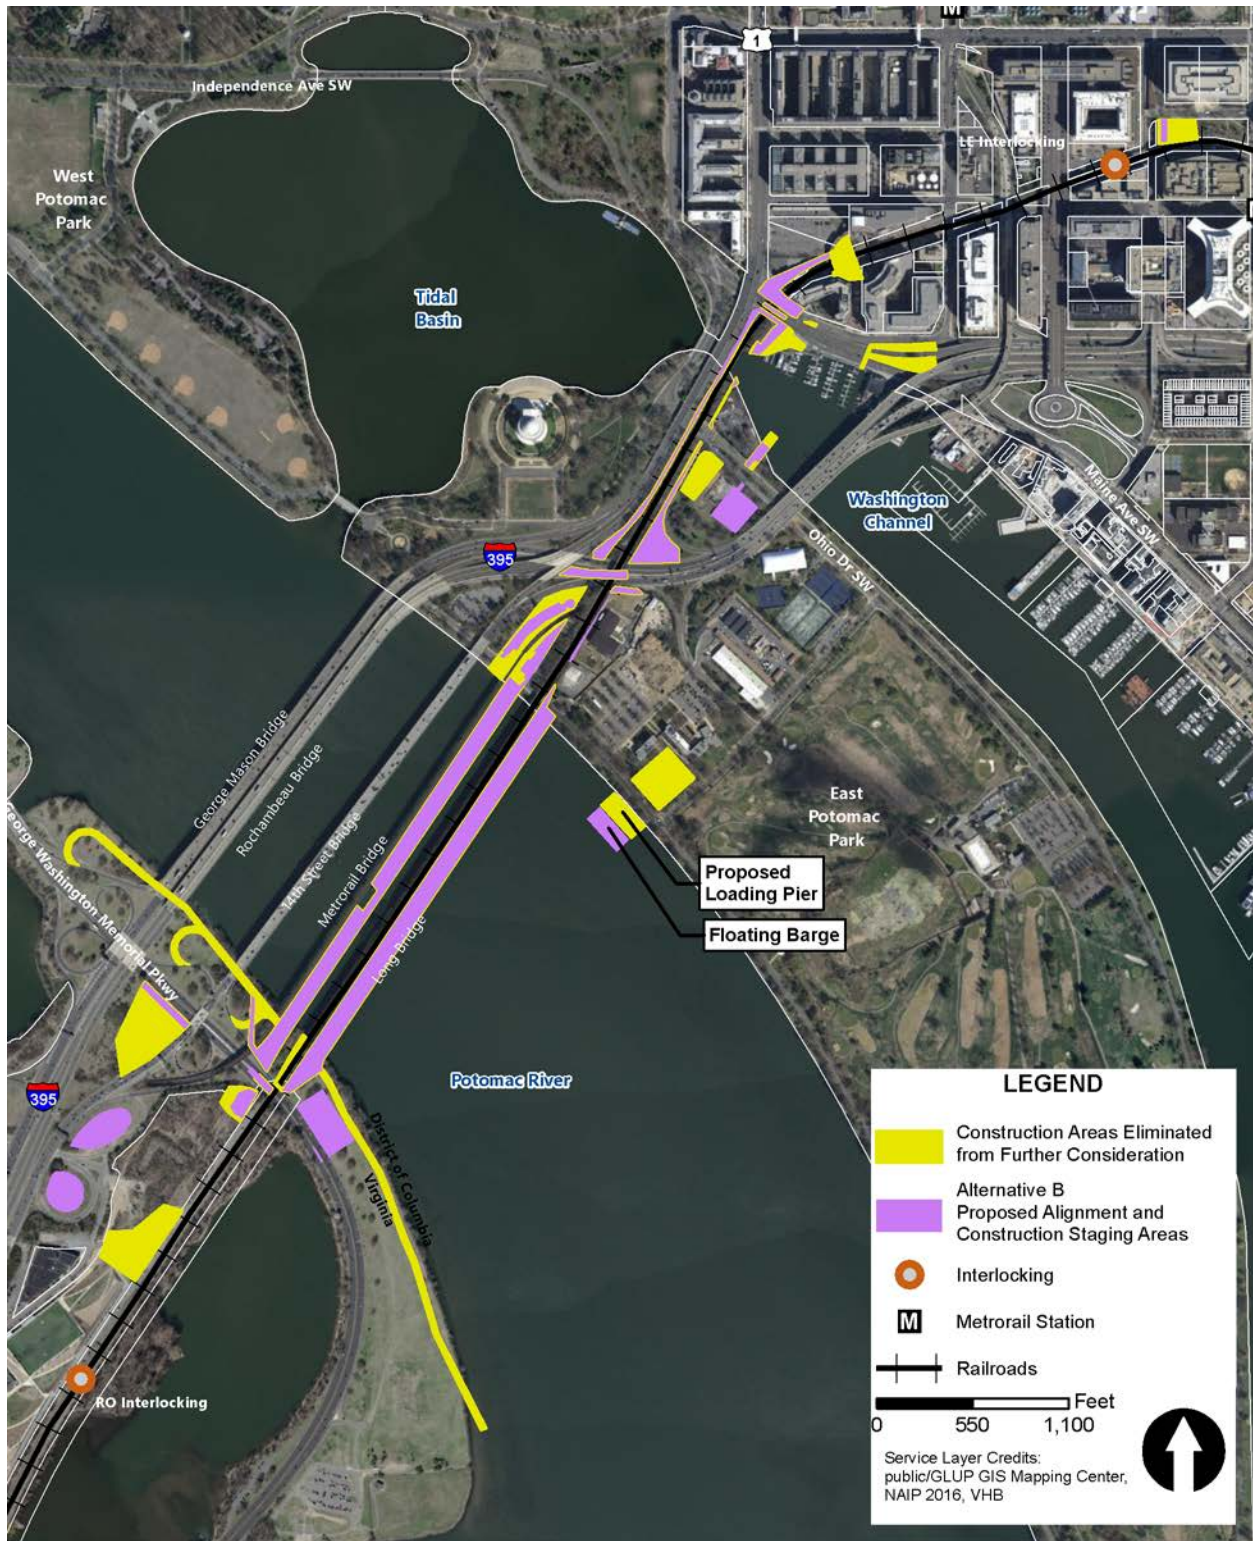 M
1
Independence Ave SW
LE Interlocking
West
Potomac
Park
Tidal
Basin
Washington
Channel
Maine Ave SW
395
Ohio Dr SW
George Mason Bridge
Rochambeau Bridge
14th Street Bridge
Metrorail Bridge
Long Bridge
East
Potomac
Park
Proposed
Loading Pier
Floating Barge
George Washington Memorial Pkwy
Potomac River
395
District of Columbia
Virginia
RO Interlocking
LEGEND
Construction Areas Eliminated
from Further Consideration
Alternative B
Proposed Alignment and
Construction Staging Areas
Interlocking
M
Metrorail Station
Railroads
Feet
0 550 1,100
Service Layer Credits:
public/GLUP GIS Mapping Center,
NAIP 2016, VHB